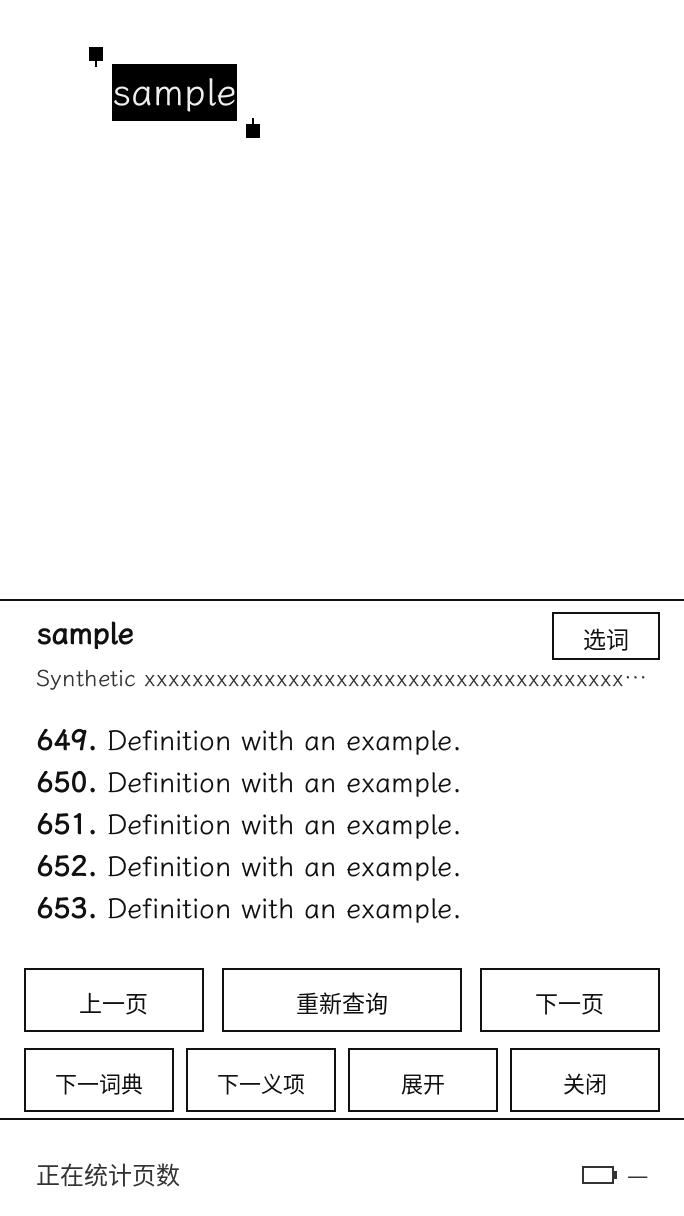 sample
sample
选词
Synthetic xxxxxxxxxxxxxxxxxxxxxxxxxxxxxxxxxxxxxxxx…
649. Definition with an example.
650. Definition with an example.
651. Definition with an example.
652. Definition with an example.
653. Definition with an example.
上一页
重新查询
下一页
下一词典
下一义项
展开
关闭
正在统计页数
—